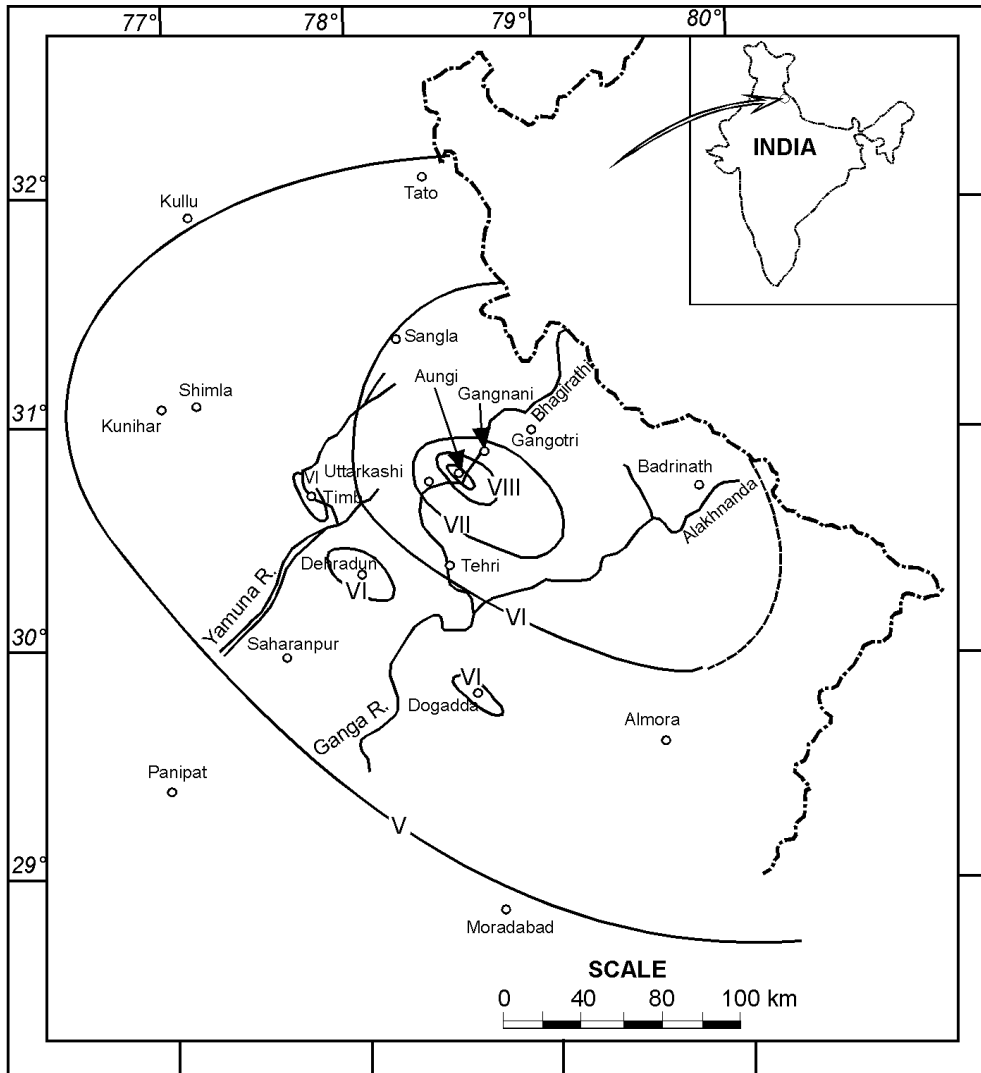 77° 78° 79° 80°
INDIA
32°
Tato
Kullu
Sangla
Aungi
Shimla
Gangnani
Bhagirathi
31°
Kunihar
Gangotri
Badrinath
VI
Uttarkashi
VIII
Timb
Alakhnanda
VII
Dehradun
Tehri
VI
Yamuna R.
VI
30°
Saharanpur
VI
Dogadda
Ganga R.
Almora
Panipat
V
29°
Moradabad
SCALE
0 40 80 100 km